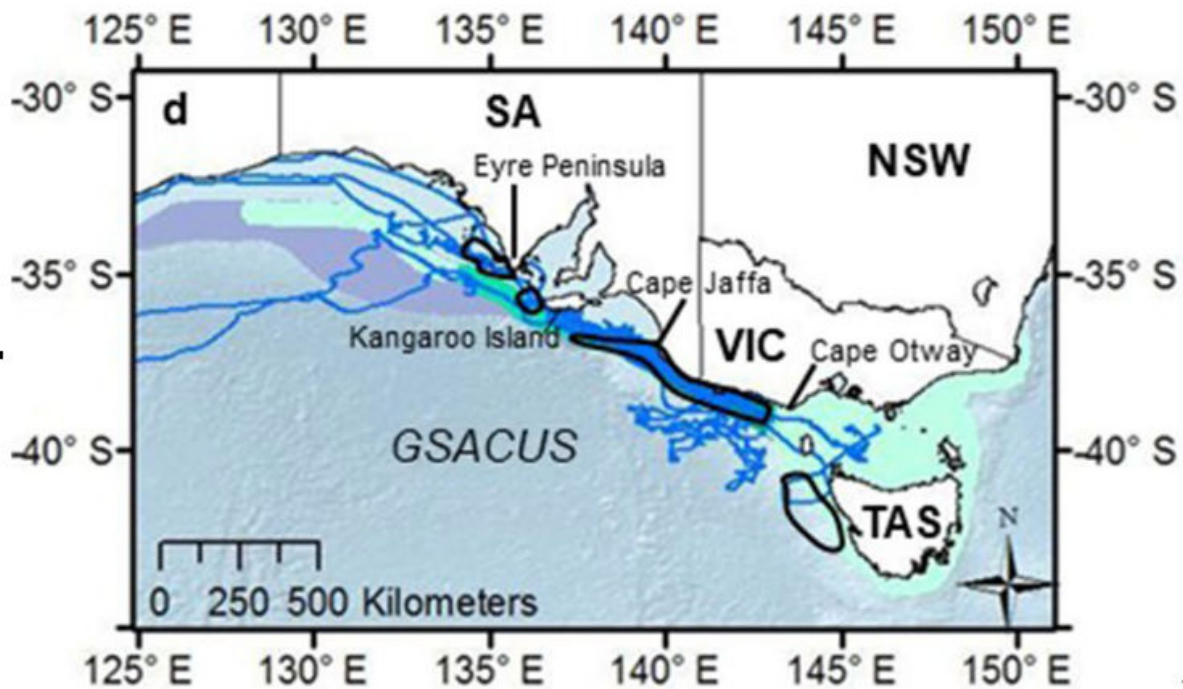 125° E 130° E 135° E 140° E 145° E 150° E
-30° S -30° S
d
SA
NSW
Eyre Peninsula
-35° S -35° S
Cape Jaffa
Kangaroo Island
VIC
Cape Otway
GSACUS
-40° S -40° S
TAS
N
0 250 500 Kilometers
125° E 130° E 135° E 140° E 145° E 150° E